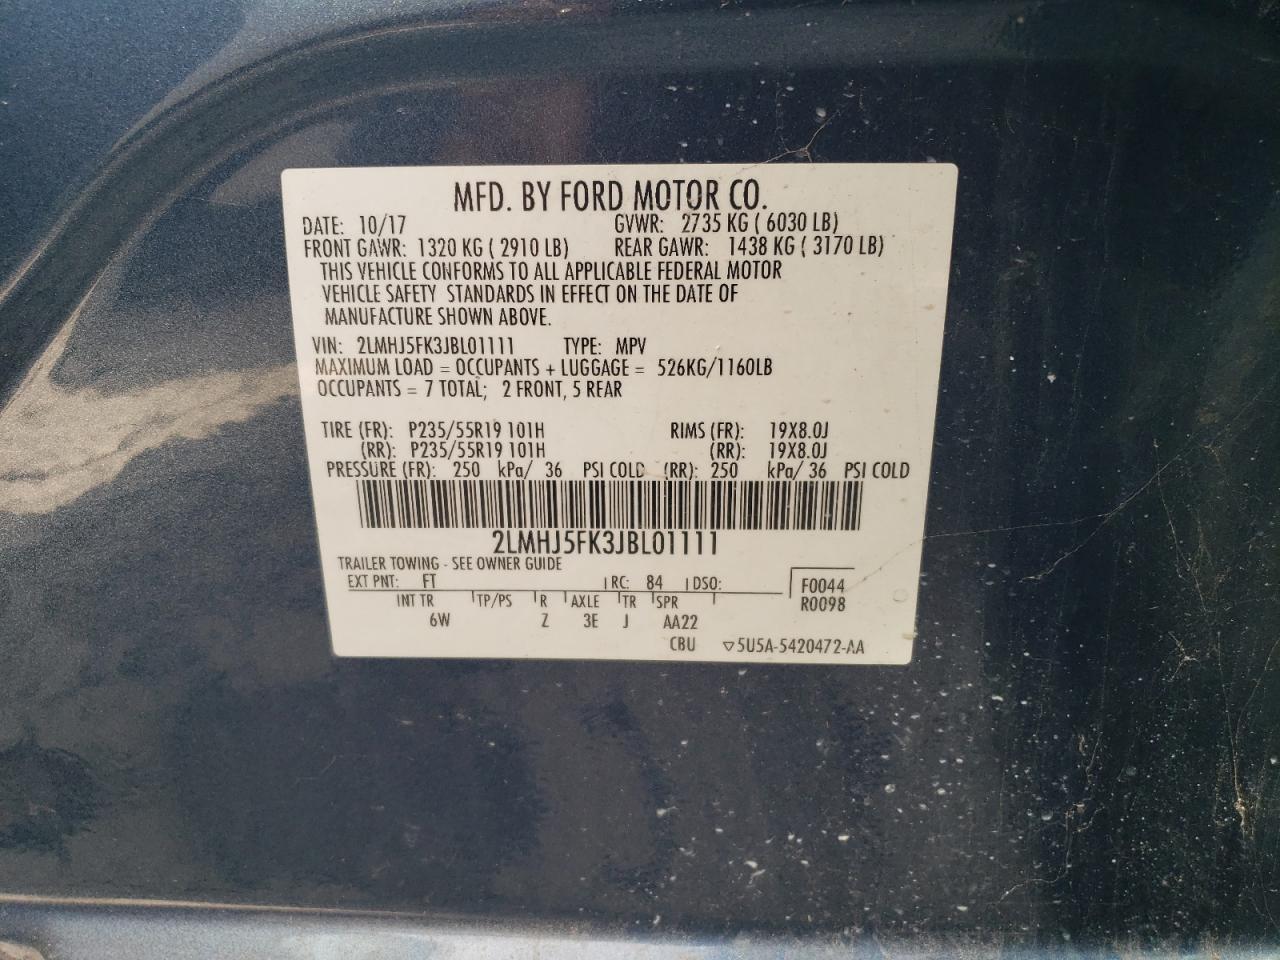 MFD. BY FORD MOTOR CO.
DATE: 10/17 GVWR: 2735 KG ( 6030 LB)
FRONT GAWR: 1320 KG ( 2910 LB) REAR GAWR: 1438 KG ( 3170 LB)
THIS VEHICLE CONFORMS TO ALL APPLICABLE FEDERAL MOTOR
VEHICLE SAFETY STANDARDS IN EFFECT ON THE DATE OF
MANUFACTURE SHOWN ABOVE.
VIN: 2LMHJ5FK3JBL01111 TYPE: MPV
MAXIMUM LOAD = OCCUPANTS + LUGGAGE = 526KG/1160LB
OCCUPANTS = 7 TOTAL; 2 FRONT, 5 REAR
TIRE (FR): P235/55R19 101H RIMS (FR): 19X8.0J
(RR): P235/55R19 101H (RR): 19X8.0J
PRESSURE (FR): 250 kPa/ 36 PSI COLD (RR): 250 kPa/ 36 PSI COLD
2LMHJ5FK3JBL01111
TRAILER TOWING - SEE OWNER GUIDE
EXT PNT: FT RC: 84 DSO: F0044
INT TR TP/PS R AXLE TR SPR R0098
6W Z 3E J AA22
CBU ▽5U5A-5420472-AA